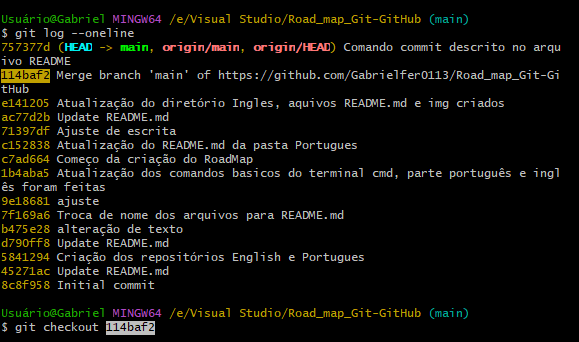 Usuário@Gabriel MINGW64 /e/Visual Studio/Road_map_Git-GitHub (main)
$ git log --oneline
757377d (HEAD -> main, origin/main, origin/HEAD) Comando commit descrito no arqu
ivo README
114baf2 Merge branch 'main' of https://github.com/Gabrielfer0113/Road_map_Git-Gi
tHub
e141205 Atualização do diretório Ingles, aquivos README.md e img criados
ac77d2b Update README.md
71397df Ajuste de escrita
c152838 Atualização do README.md da pasta Portugues
c7ad664 Começo da criação do RoadMap
1b4aba5 Atualização dos comandos basicos do terminal cmd, parte português e ingl
ês foram feitas
9e18681 ajuste
7f169a6 Troca de nome dos arquivos para README.md
b475e28 alteração de texto
d790ff8 Update README.md
5841294 Criação dos repositórios English e Portugues
45271ac Update README.md
8c8f958 Initial commit
Usuário@Gabriel MINGW64 /e/Visual Studio/Road_map_Git-GitHub (main)
$ git checkout 114baf2